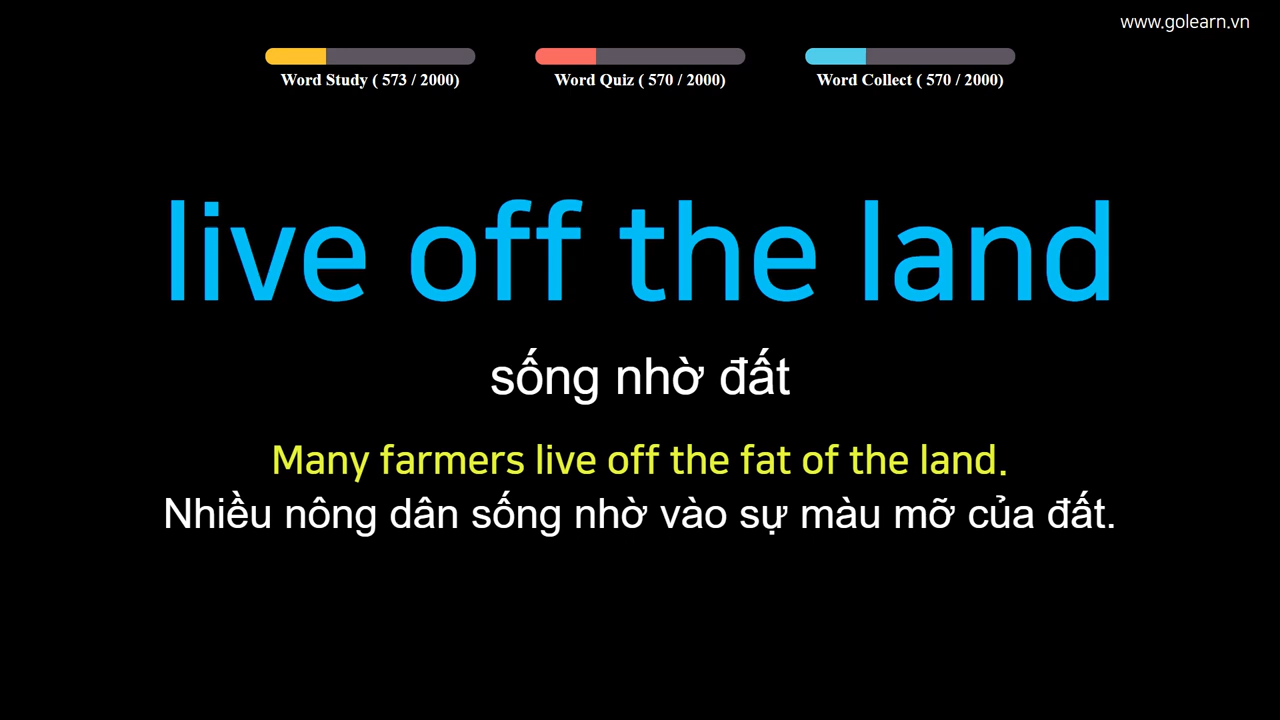 www.golearn.vn
Word Study ( 573 / 2000)
Word Quiz ( 570 / 2000)
Word Collect ( 570 / 2000)
live off the land
sống nhờ đất
Many farmers live off the fat of the land.
Nhiều nông dân sống nhờ vào sự màu mỡ của đất.